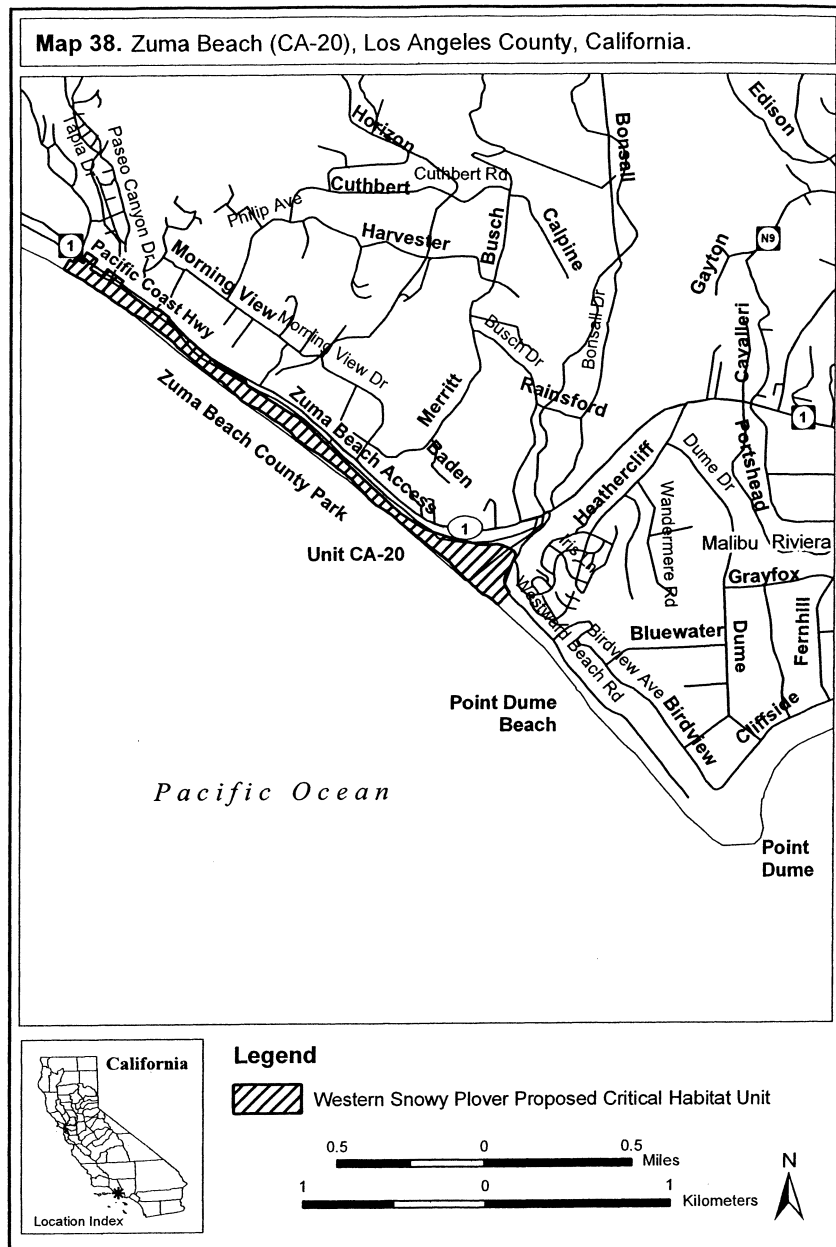 Map 38. Zuma Beach (CA-20), Los Angeles County, California.
Edison
Horizon
Bonsall
Tapia Dr
Paseo Canyon Dr
Cuthbert Rd
Cuthbert
Philip Ave
Calpine
Busch
Harvester
N9
1
Gayton
Pacific Coast Hwy
Morning View
Bonsall Dr
Cavalleri
Morning View Dr
Busch Dr
Zuma Beach County Park
Merritt
Rainsford
1
Zuma Beach Access
Baden
Portshead
Heathercliff
Dume Dr
Wandermere Rd
1
Unit CA-20
Iris Ln
Malibu Riviera
Grayfox
Westward Beach Rd
Birdview Ave
Bluewater
Dume
Fernhill
Birdview
Cliffside
Point Dume
Beach
Pacific Ocean
Point
Dume
California
Location Index
Legend
Western Snowy Plover Proposed Critical Habitat Unit
0.5 0 0.5
Miles
1 0 1
Kilometers
N